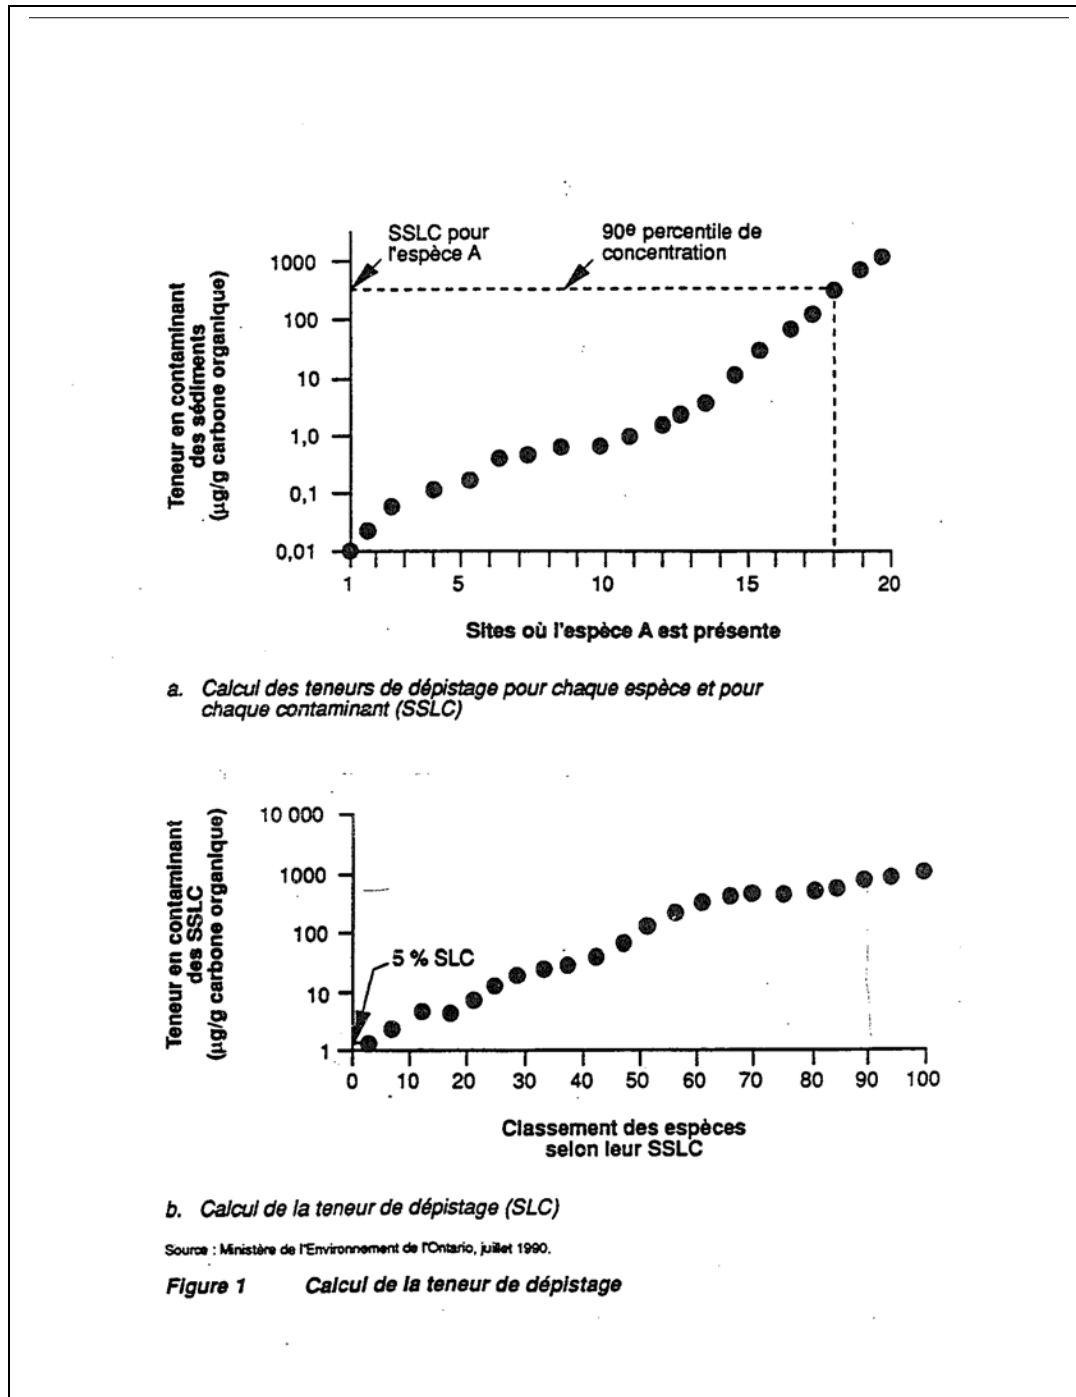 SSLC pour
l'espèce A
90e percentile de
concentration
Teneur en contaminant
des sédiments
(µg/g carbone organique)
1000
100
10
1,0
0,1
0,01
1
5
10
15
20
Sites où l'espèce A est présente
a. Calcul des teneurs de dépistage pour chaque espèce et pour
chaque contaminant (SSLC)
Teneur en contaminant
des SSLC
(µg/g carbone organique)
10 000
1000
100
10
1
5 % SLC
0
10
20
30
40
50
60
70
80
90
100
Classement des espèces
selon leur SSLC
b. Calcul de la teneur de dépistage (SLC)
Source : Ministère de l'Environnement de l'Ontario, juillet 1990.
Figure 1 Calcul de la teneur de dépistage